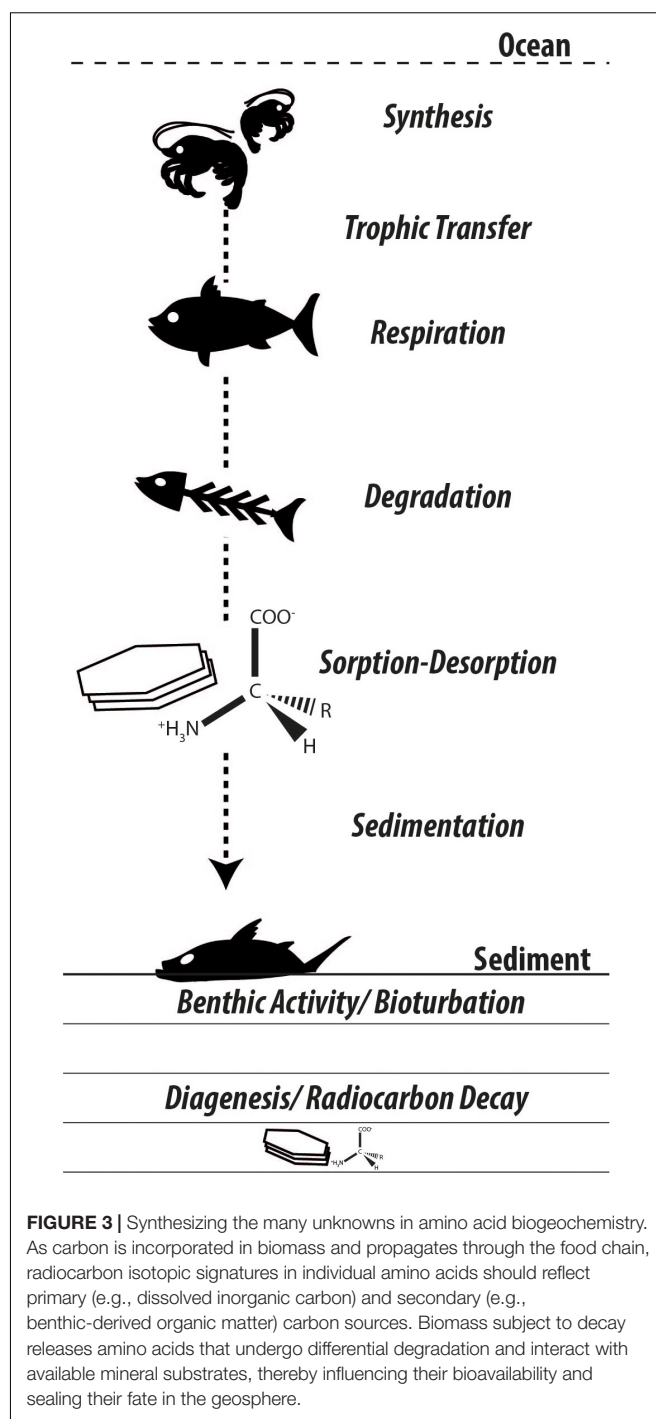 Ocean
Synthesis
Trophic Transfer
Respiration
Degradation
COO⁻
Sorption-Desorption
C
R
⁺H₃N
H
Sedimentation
Sediment
Benthic Activity/ Bioturbation
Diagenesis/ Radiocarbon Decay
COO⁻
C
R
⁺H₃N
H
FIGURE 3 | Synthesizing the many unknowns in amino acid biogeochemistry.
As carbon is incorporated in biomass and propagates through the food chain,
radiocarbon isotopic signatures in individual amino acids should reflect
primary (e.g., dissolved inorganic carbon) and secondary (e.g.,
benthic-derived organic matter) carbon sources. Biomass subject to decay
releases amino acids that undergo differential degradation and interact with
available mineral substrates, thereby influencing their bioavailability and
sealing their fate in the geosphere.